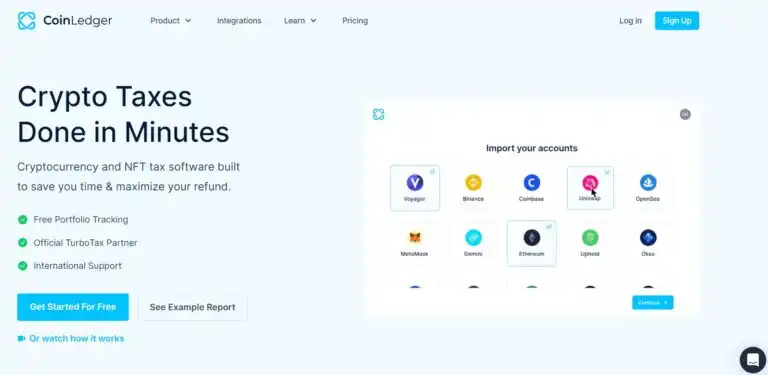 CoinLedger Product Integrations Learn Pricing Log in Sign Up
Crypto Taxes
Done in Minutes
Cryptocurrency and NFT tax software built
to save you time & maximize your refund.
Free Portfolio Tracking
Official TurboTax Partner
International Support
Get Started For Free See Example Report
Or watch how it works
Import your accounts
Voyager Binance Coinbase Uniswap OpenSea
MetaMask Gemini Ethereum Uphold Okex
Continue